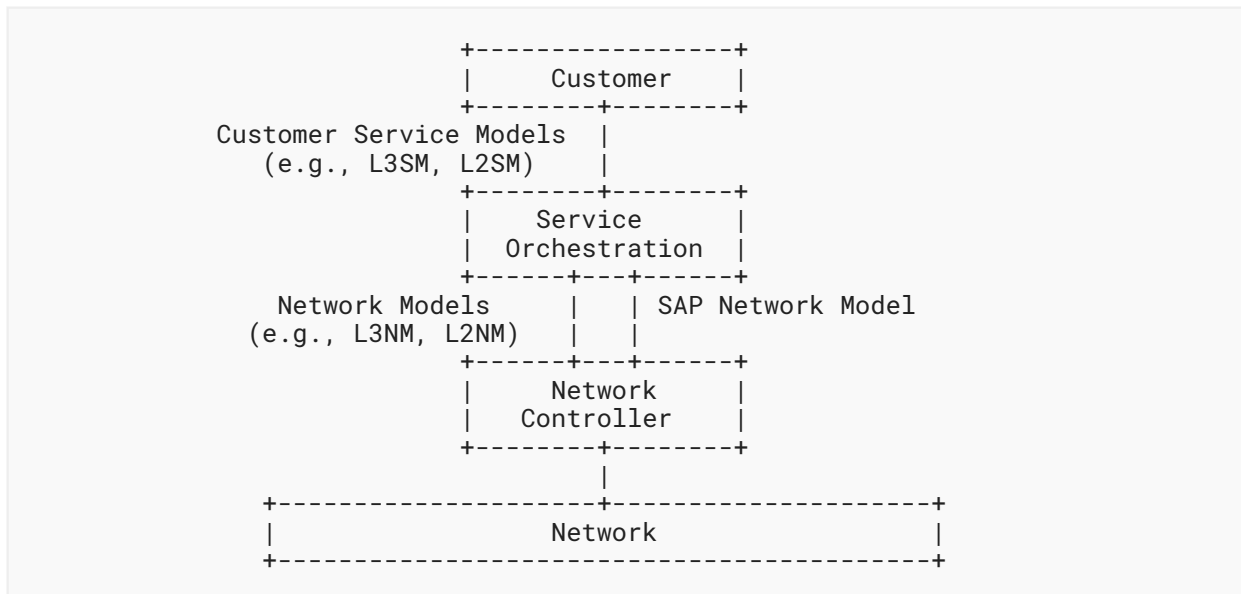 Customer
Customer Service Models
(e.g., L3SM, L2SM)
Service
Orchestration
Network Models    SAP Network Model
(e.g., L3NM, L2NM)
Network
Controller
Network